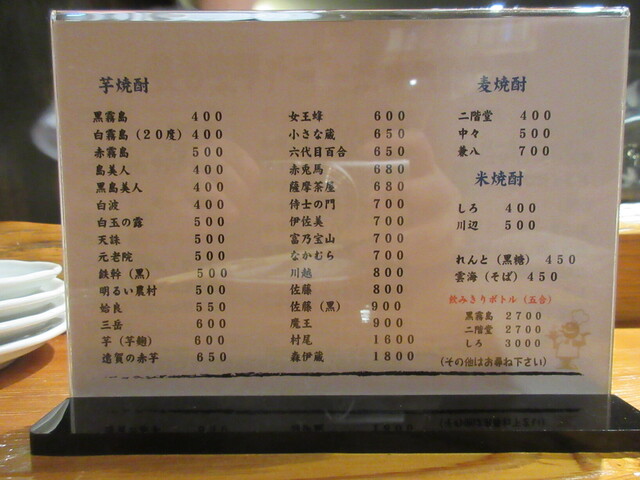 芋焼酎
黒霧島 400
白霧島（20度）400
赤霧島 500
島美人 400
黒島美人 400
白波 400
白玉の露 500
天誅 500
元老院 500
鉄幹（黒） 500
明るい農村 500
姶良 550
三岳 600
芋（芋麹） 600
遠賀の赤芋 650
女王蜂 600
小さな蔵 650
六代目百合 650
赤兎馬 680
薩摩茶屋 680
侍士の門 700
伊佐美 700
富乃宝山 700
なかむら 700
川越 800
佐藤 800
佐藤（黒） 900
魔王 900
村尾 1600
森伊蔵 1800
麦焼酎
二階堂 400
中々 500
兼八 700
米焼酎
しろ 400
川辺 500
れんと（黒糖） 450
雲海（そば） 450
飲みきりボトル（五合）
黒霧島 2700
二階堂 2700
しろ 3000
（その他はお尋ね下さい）